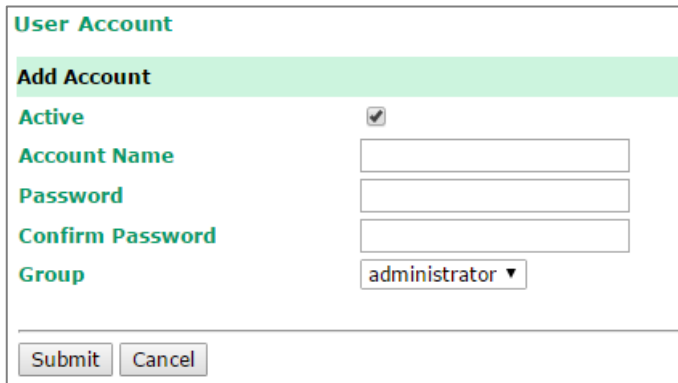 User Account
Add Account
Active
Account Name
Password
Confirm Password
Group administrator
Submit Cancel